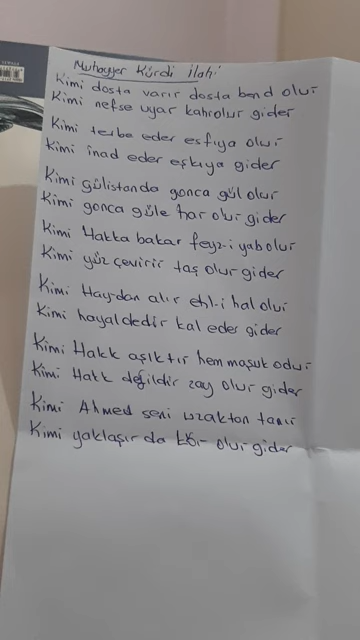 Muhayyer Kürdi ilahi
Kimi dosta varır dosta bend olur
Kimi nefse uyar kahrolur gider
Kimi tevbe eder esfiya olur
Kimi inad eder eşkıya gider
Kimi gülistanda gonca gül olur
Kimi gonca güle har olur gider
Kimi Hakka bakar feyz-i yab olur
Kimi yüz çevirir taş olur gider
Kimi Haydan alır ehl-i hal olur
Kimi hayaldedir kal eder gider
Kimi Hakk aşıktır hem maşuk odur
Kimi Hakk değildir zay olur gider
Kimi Ahmed seni uzaktan tanır
Kimi yaklaşır da kör olur gider